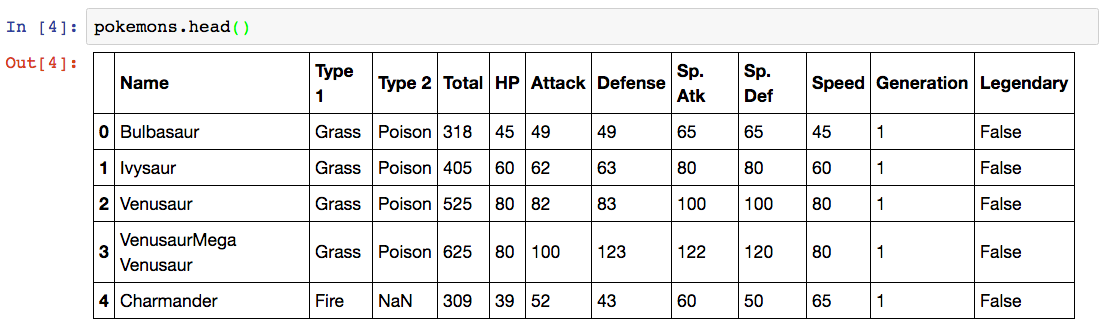 In [4]: pokemons.head()
Out[4]:
Name Type 1 Type 2 Total HP Attack Defense Sp. Atk Sp. Def Speed Generation Legendary
0 Bulbasaur Grass Poison 318 45 49 49 65 65 45 1 False
1 Ivysaur Grass Poison 405 60 62 63 80 80 60 1 False
2 Venusaur Grass Poison 525 80 82 83 100 100 80 1 False
3 VenusaurMega Venusaur Grass Poison 625 80 100 123 122 120 80 1 False
4 Charmander Fire NaN 309 39 52 43 60 50 65 1 False